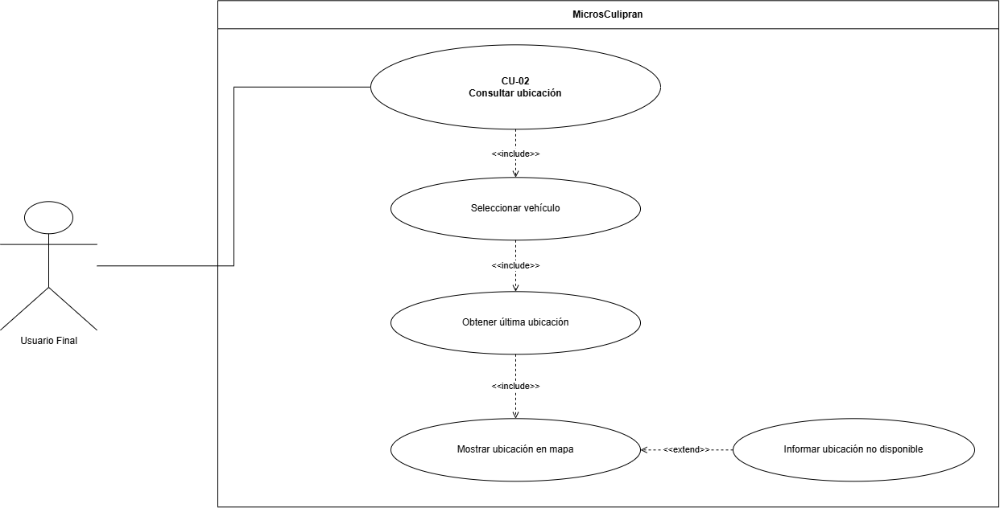 MicrosCulipran
CU-02
Consultar ubicación
<<include>>
Seleccionar vehículo
<<include>>
Obtener última ubicación
Usuario Final
<<include>>
Mostrar ubicación en mapa
<<extend>>
Informar ubicación no disponible